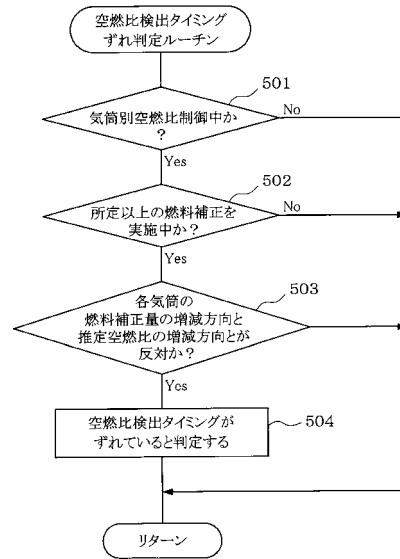 空燃比検出タイミング
ずれ判定ルーチン
501
気筒別空燃比制御中か
?
No
Yes
502
所定以上の燃料補正を
実施中か?
No
Yes
503
各気筒の
燃料補正量の増減方向と
推定空燃比の増減方向とが
反対か?
Yes
504
空燃比検出タイミングが
ずれていると判定する
リターン